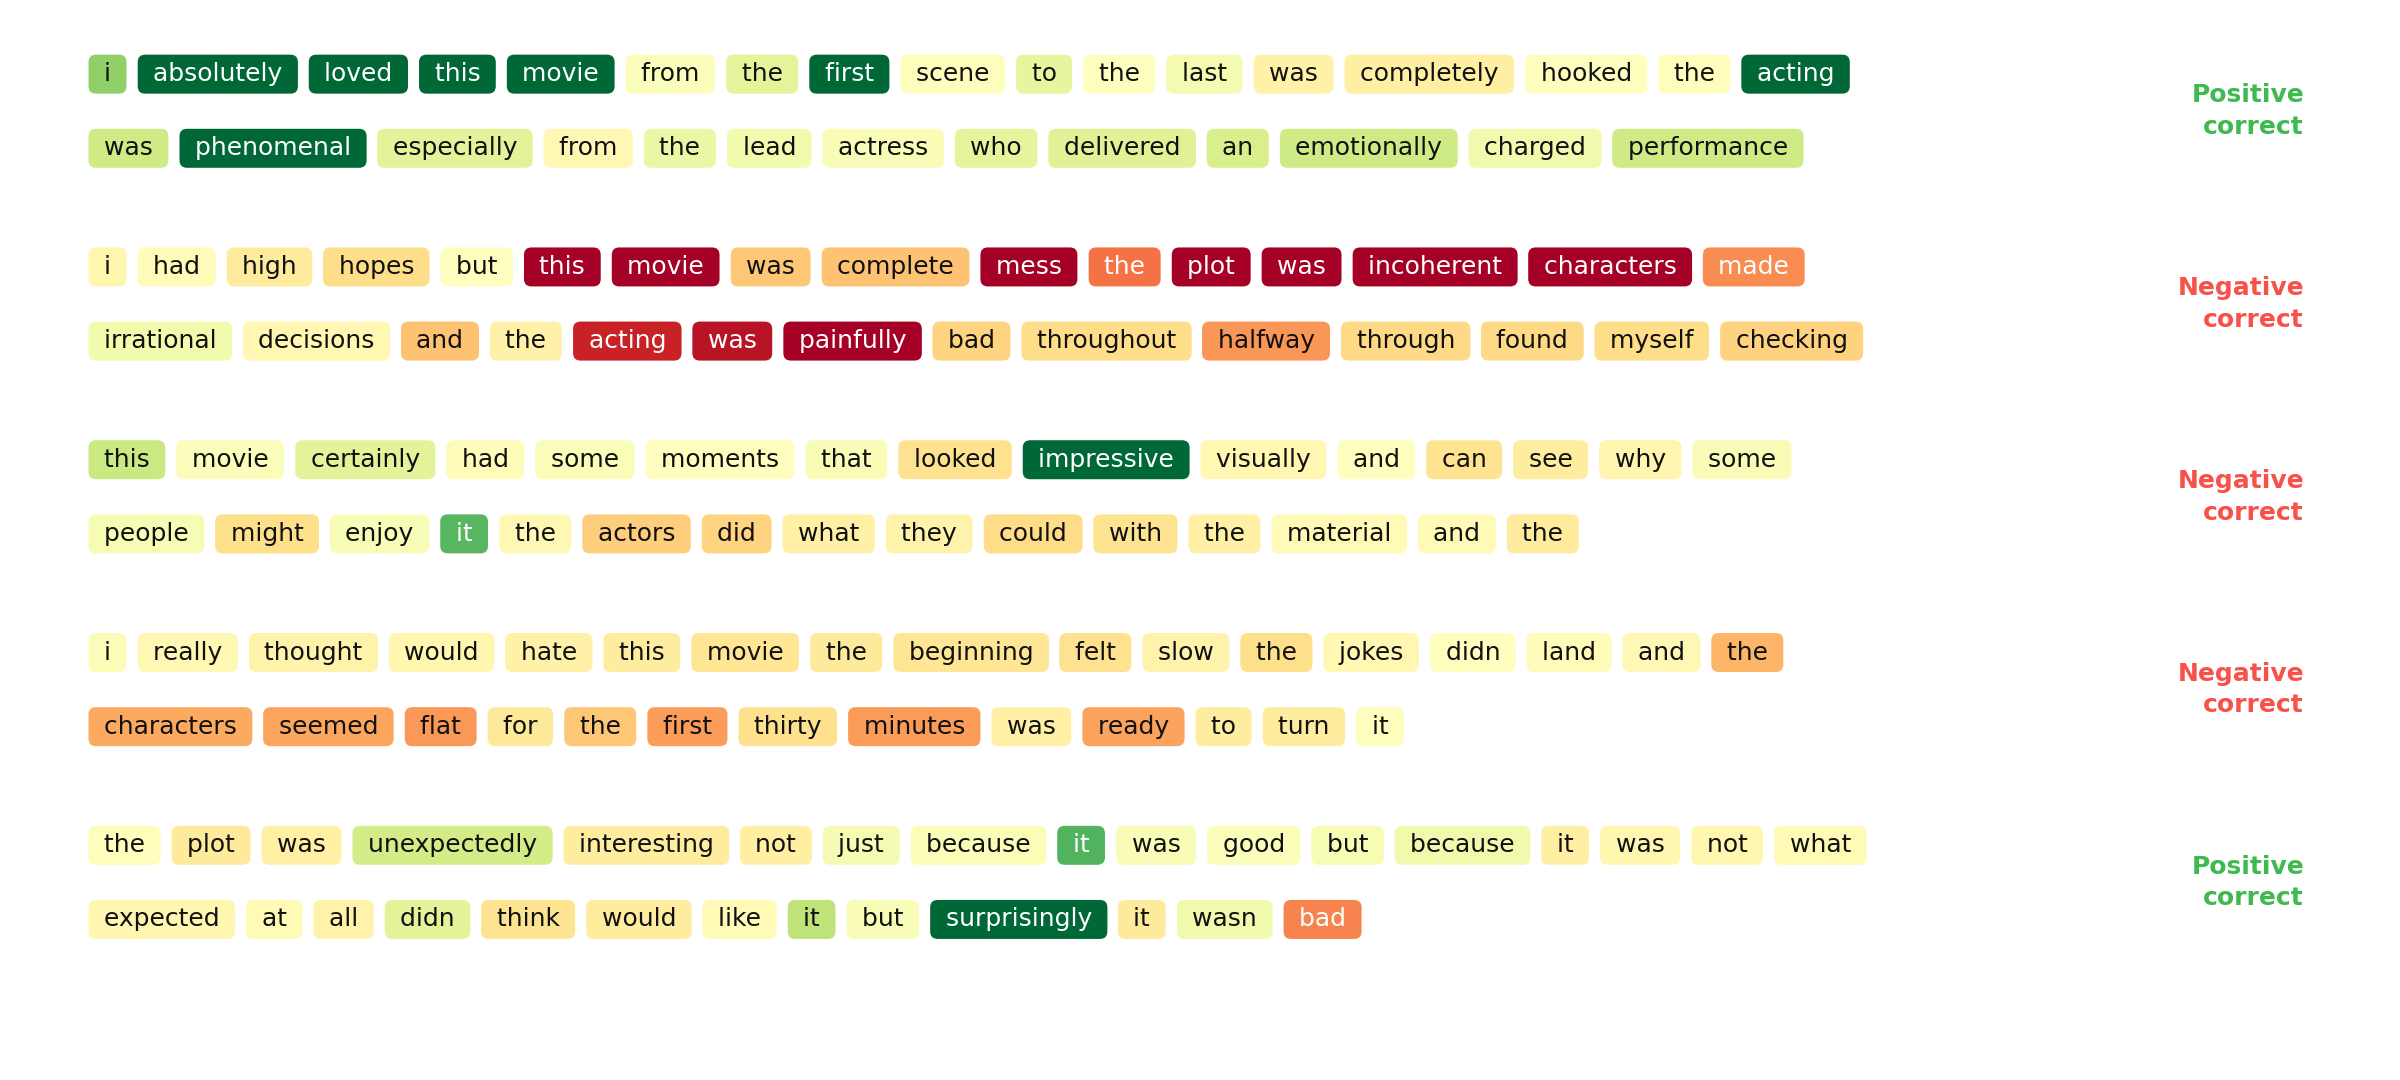 i absolutely loved this movie from the first scene to the last was completely hooked the acting
was phenomenal especially from the lead actress who delivered an emotionally charged performance
Positive
correct
i had high hopes but this movie was complete mess the plot was incoherent characters made
irrational decisions and the acting was painfully bad throughout halfway through found myself checking
Negative
correct
this movie certainly had some moments that looked impressive visually and can see why some
people might enjoy it the actors did what they could with the material and the
Negative
correct
i really thought would hate this movie the beginning felt slow the jokes didn land and the
characters seemed flat for the first thirty minutes was ready to turn it
Negative
correct
the plot was unexpectedly interesting not just because it was good but because it was not what
expected at all didn think would like it but surprisingly it wasn bad
Positive
correct